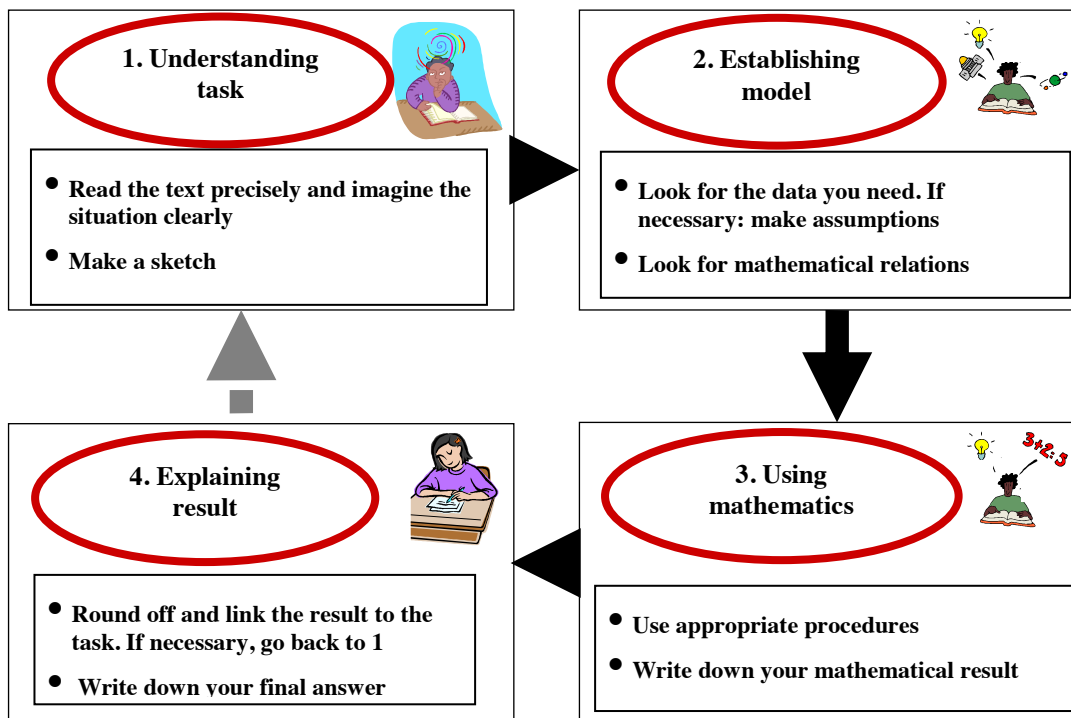 1. Understanding
task
• Read the text precisely and imagine the
situation clearly
• Make a sketch
2. Establishing
model
• Look for the data you need. If
necessary: make assumptions
• Look for mathematical relations
3. Using
mathematics
3+2:5
• Use appropriate procedures
• Write down your mathematical result
4. Explaining
result
• Round off and link the result to the
task. If necessary, go back to 1
• Write down your final answer